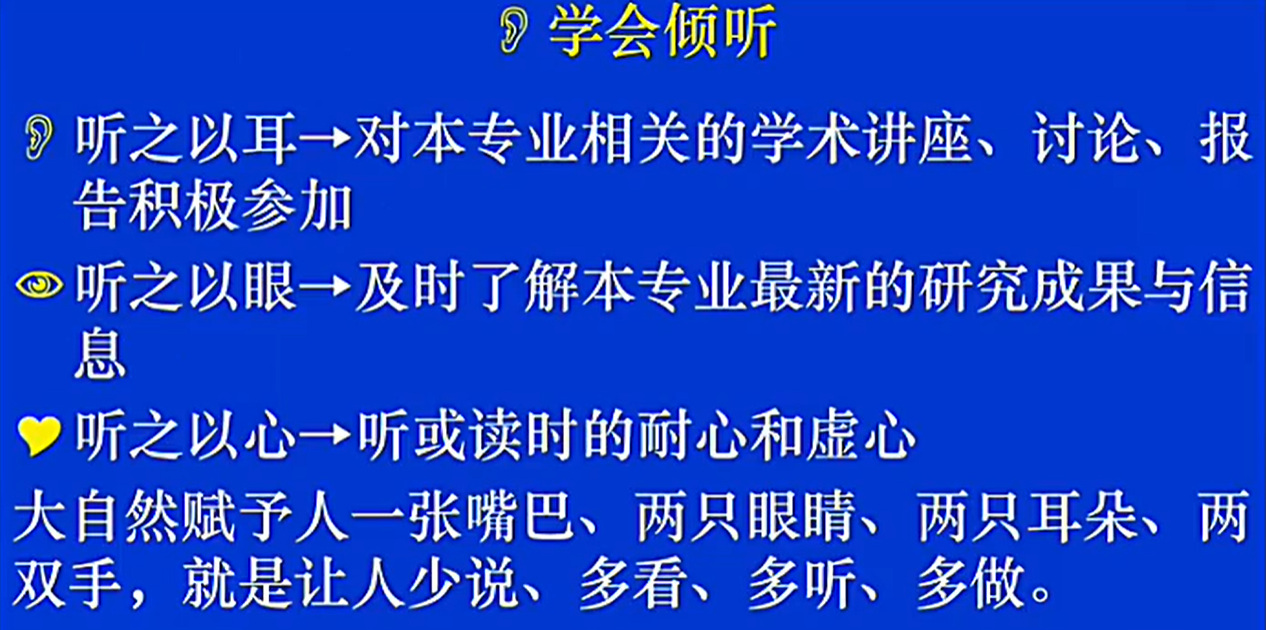 学会倾听
听之以耳→对本专业相关的学术讲座、讨论、报
告积极参加
听之以眼→及时了解本专业最新的研究成果与信
息
听之以心→听或读时的耐心和虚心
大自然赋予人一张嘴巴、两只眼睛、两只耳朵、两
双手，就是让人少说、多看、多听、多做。